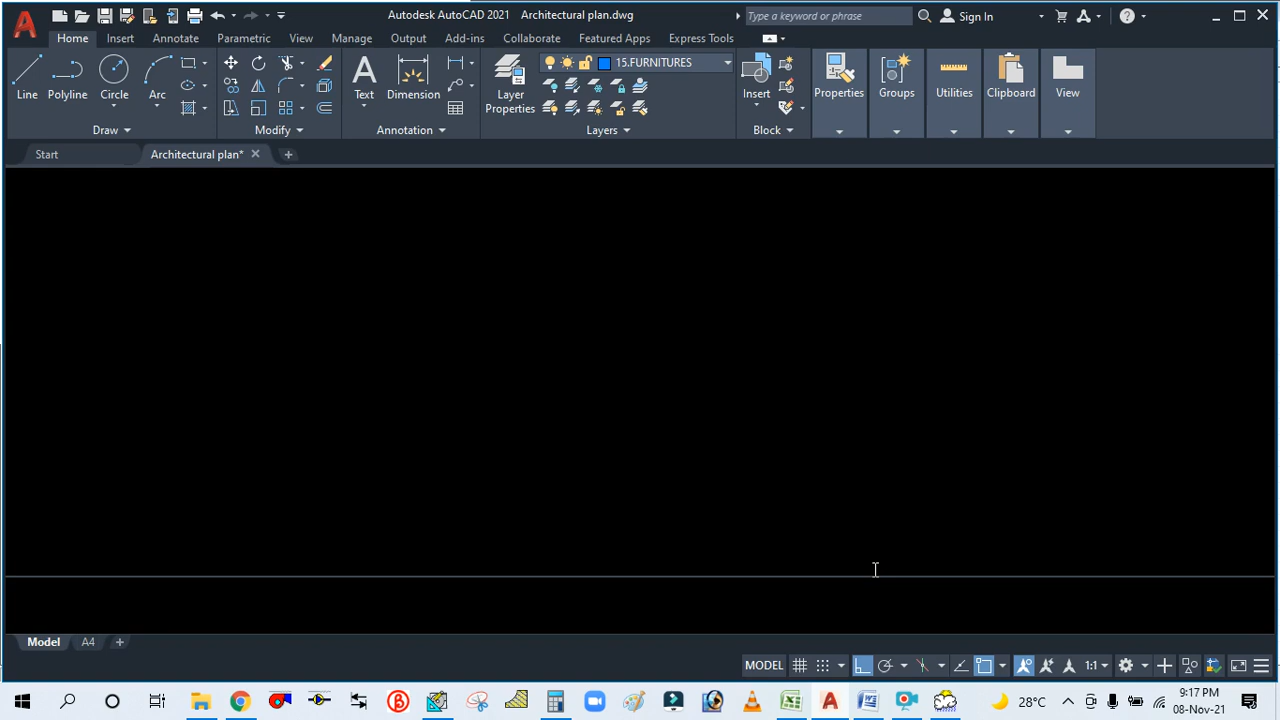 Autodesk AutoCAD 2021 Architectural plan.dwg
Type a keyword or phrase
Sign In
Home Insert Annotate Parametric View Manage Output Add-ins Collaborate Featured Apps Express Tools
15.FURNITURES
Line Polyline Circle Arc Text Dimension Layer Properties Insert Properties Groups Utilities Clipboard View
Draw Modify Annotation Layers Block
Start Architectural plan*
Model A4
MODEL 1:1
28°C 9:17 PM
08-Nov-21